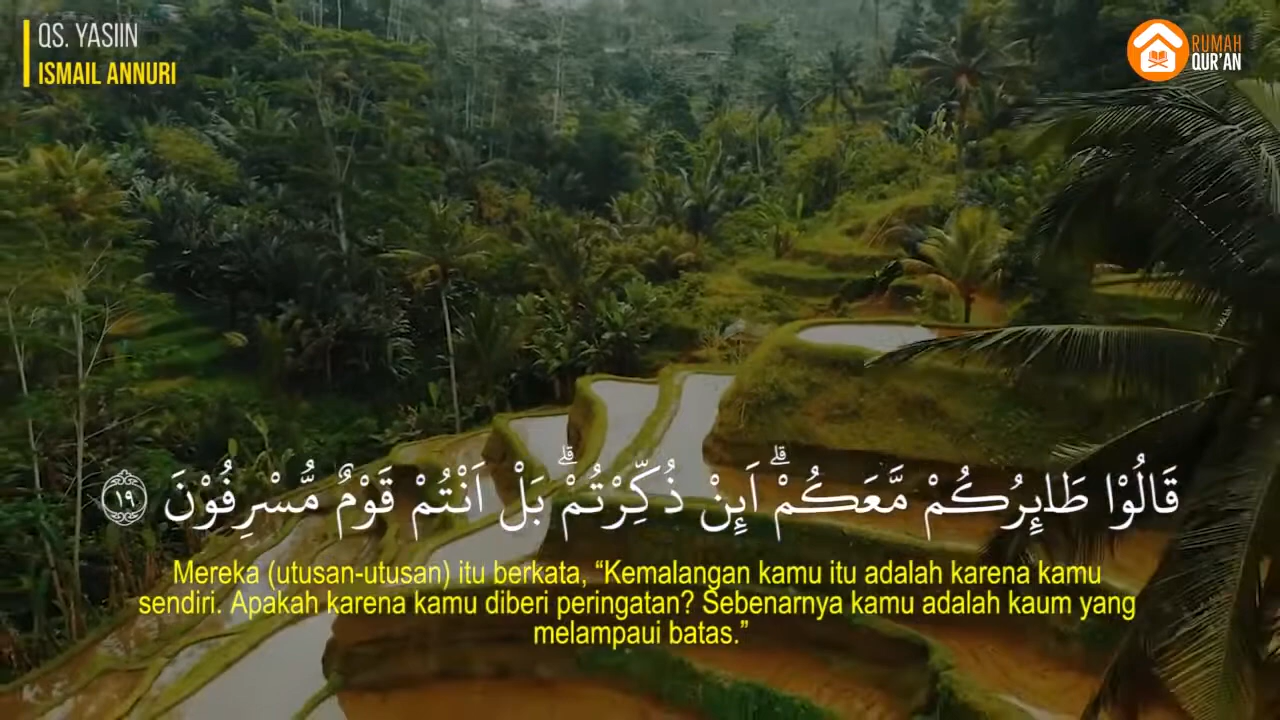 QS. YASIIN
ISMAIL ANNURI
RUMAH
QUR'AN
قَالُوْا طَاۤىِٕرُكُمْ مَّعَكُمْۗ اَىِٕنْ ذُكِّرْتُمْۗ بَلْ اَنْتُمْ قَوْمٌ مُّسْرِفُوْنَ ١٩
Mereka (utusan-utusan) itu berkata, “Kemalangan kamu itu adalah karena kamu
sendiri. Apakah karena kamu diberi peringatan? Sebenarnya kamu adalah kaum yang
melampaui batas.”